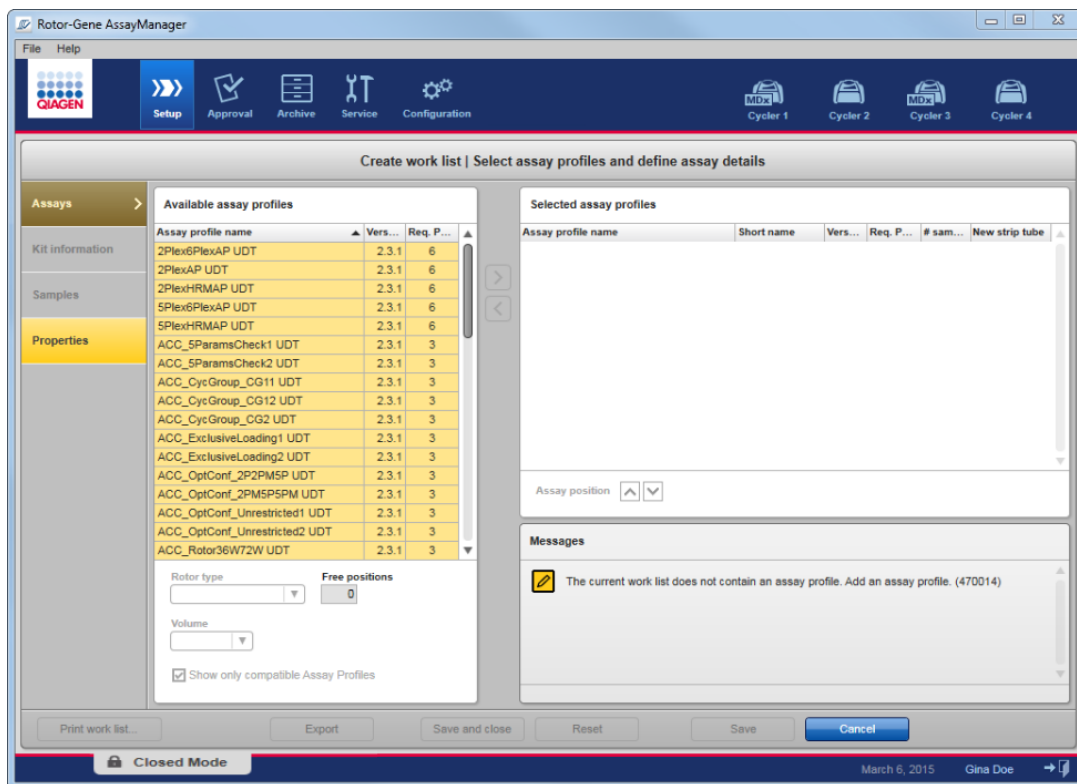 Rotor-Gene AssayManager
File Help
QIAGEN
Setup Approval Archive Service Configuration
MDx MDx
Cycler 1 Cycler 2 Cycler 3 Cycler 4
Create work list | Select assay profiles and define assay details
Assays
Kit information
Samples
Properties
Available assay profiles
Assay profile name Vers... Req. P...
2Plex6PlexAP UDT 2.3.1 6
2PlexAP UDT 2.3.1 6
2PlexHRMAP UDT 2.3.1 6
5Plex6PlexAP UDT 2.3.1 6
5PlexHRMAP UDT 2.3.1 6
ACC_5ParamsCheck1 UDT 2.3.1 3
ACC_5ParamsCheck2 UDT 2.3.1 3
ACC_CycGroup_CG11 UDT 2.3.1 3
ACC_CycGroup_CG12 UDT 2.3.1 3
ACC_CycGroup_CG2 UDT 2.3.1 3
ACC_ExclusiveLoading1 UDT 2.3.1 3
ACC_ExclusiveLoading2 UDT 2.3.1 3
ACC_OptConf_2P2PM5P UDT 2.3.1 3
ACC_OptConf_2PM5P5PM UDT 2.3.1 3
ACC_OptConf_Unrestricted1 UDT 2.3.1 3
ACC_OptConf_Unrestricted2 UDT 2.3.1 3
ACC_Rotor36W72W UDT 2.3.1 3
Rotor type Free positions
0
Volume
Show only compatible Assay Profiles
Selected assay profiles
Assay profile name Short name Vers... Req. P... # sam... New strip tube
Assay position
Messages
The current work list does not contain an assay profile. Add an assay profile. (470014)
Print work list... Export Save and close Reset Save Cancel
Closed Mode
March 6, 2015 Gina Doe